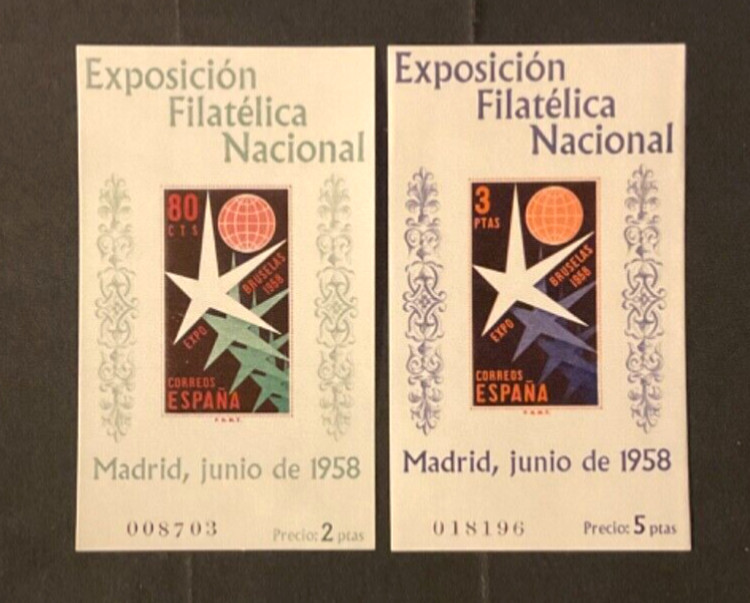 Exposición
Filatélica
Nacional
80
CTS
BRUSELAS
1958
EXPO
CORREOS
ESPAÑA
F.N.M.T.
Madrid, junio de 1958
008703
Precio: 2 ptas
Exposición
Filatélica
Nacional
3
PTAS
BRUSELAS
1958
EXPO
CORREOS
ESPAÑA
F.N.M.T.
Madrid, junio de 1958
018196
Precio: 5 ptas